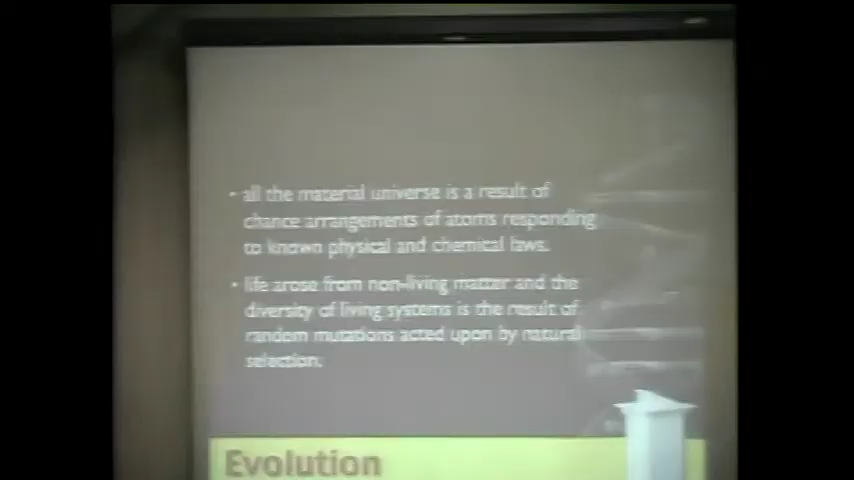 • all the material universe is a result of
chance arrangements of atoms responding
to known physical and chemical laws.
• life arose from non-living matter and the
diversity of living systems is the result of
random mutations acted upon by natural
selection.
Evolution